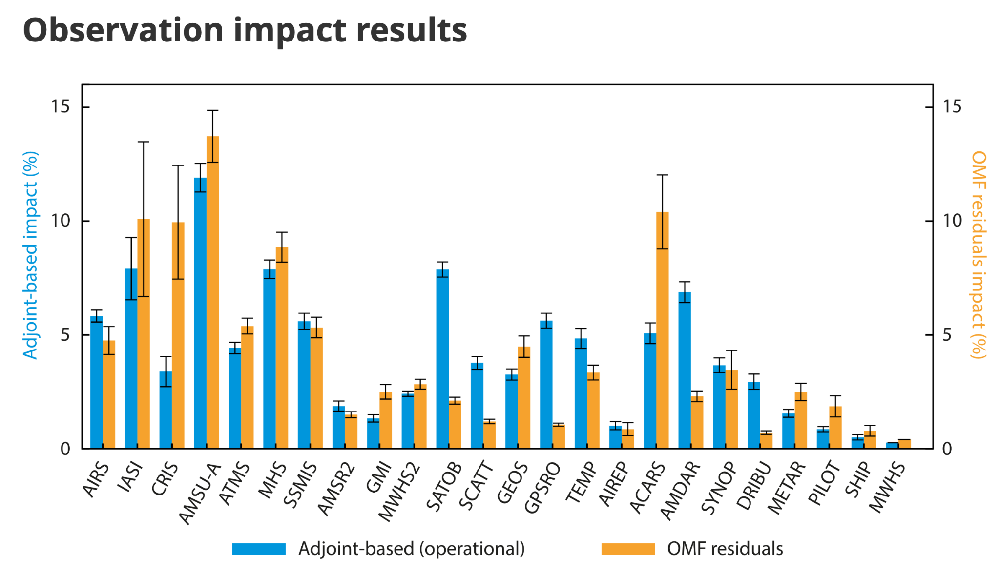 Observation impact results
15
10
5
0
Adjoint-based impact (%)
15
10
5
0
OMF residuals impact (%)
AIRS
IASI
CRIS
AMSU-A
ATMS
MHS
SSMIS
AMSR2
GMI
MWHS2
SATOB
SCATT
GEOS
GPSRO
TEMP
AIREP
ACARS
AMDAR
SYNOP
DRIBU
METAR
PILOT
SHIP
MWHS
Adjoint-based (operational)
OMF residuals